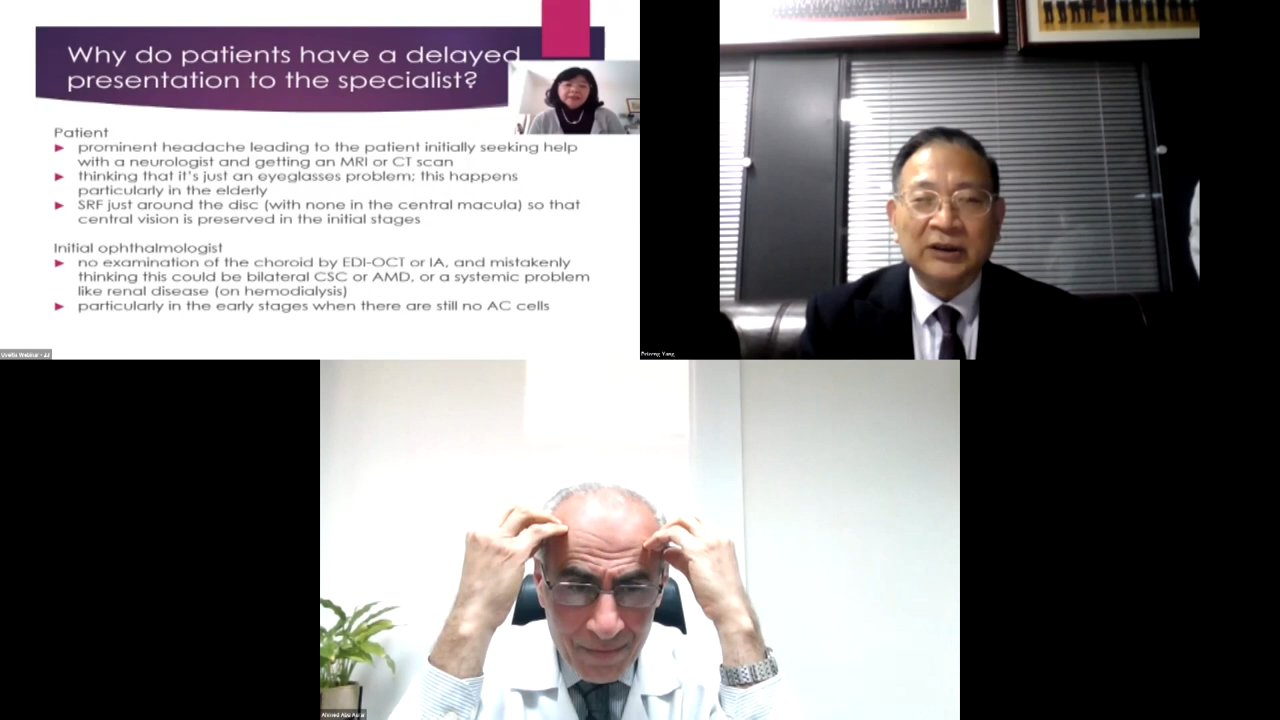 Why do patients have a delayed
presentation to the specialist?
Patient
► prominent headache leading to the patient initially seeking help
with a neurologist and getting an MRI or CT scan
► thinking that it's just an eyeglasses problem; this happens
particularly in the elderly
► SRF just around the disc (with none in the central macula) so that
central vision is preserved in the initial stages
Initial ophthalmologist
► no examination of the choroid by EDI-OCT or IA, and mistakenly
thinking this could be bilateral CSC or AMD, or a systemic problem
like renal disease (on hemodialysis)
► particularly in the early stages when there are still no AC cells
Uveitis Webinar -
Peizeng Yang
Ahmed Abu